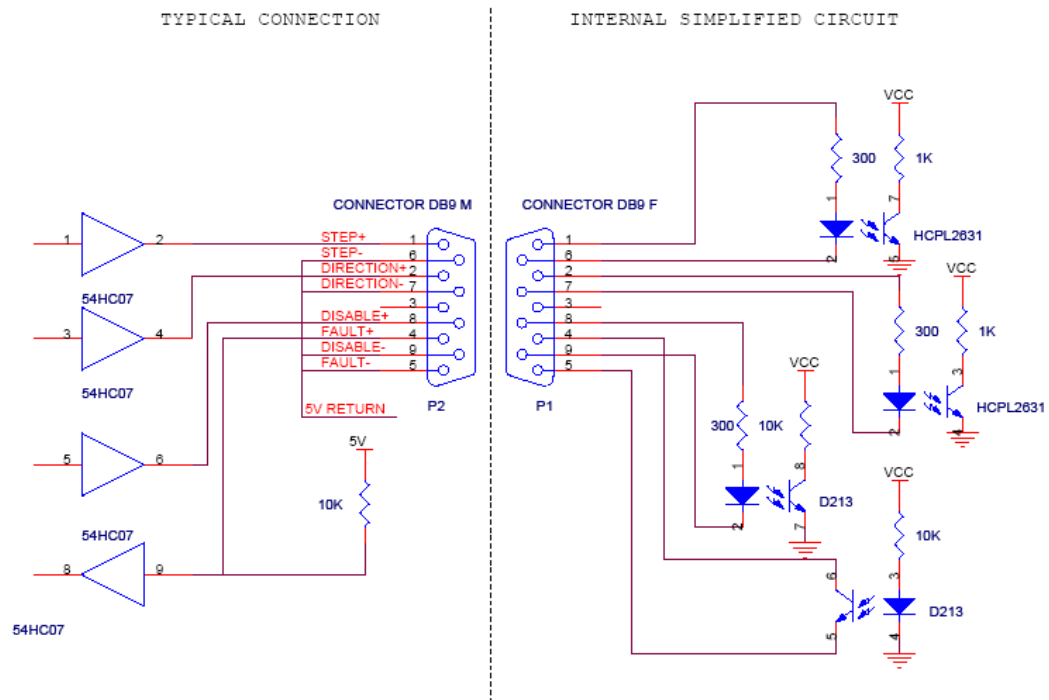 TYPICAL CONNECTION
INTERNAL SIMPLIFIED CIRCUIT
CONNECTOR DB9 M
STEP+
STEP-
DIRECTION+
DIRECTION-
DISABLE+
FAULT+
DISABLE-
FAULT-
5V RETURN
1
6
2
7
3
8
4
9
5
P2
1
2
54HC07
3
4
54HC07
5
6
54HC07
8
9
54HC07
5V
10K
CONNECTOR DB9 F
1
6
2
7
3
8
4
9
5
P1
VCC
300
1K
1
7
2
5
HCPL2631
VCC
300
1K
1
3
2
4
HCPL2631
VCC
300
10K
1
8
2
7
D213
VCC
10K
6
3
5
4
D213